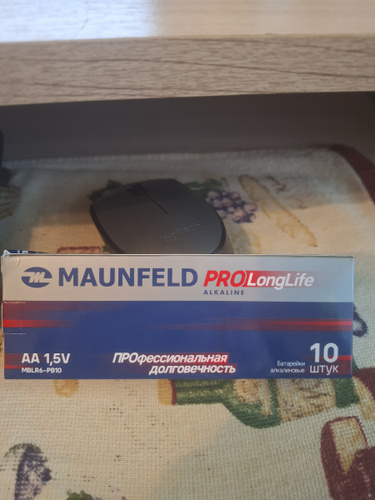 MAUNFELD PRO LongLife
ALKALINE
AA 1,5V
MBLR6-PB10
ПРОфессиональная
долговечность
Батарейки
алкалиновые
10
штук